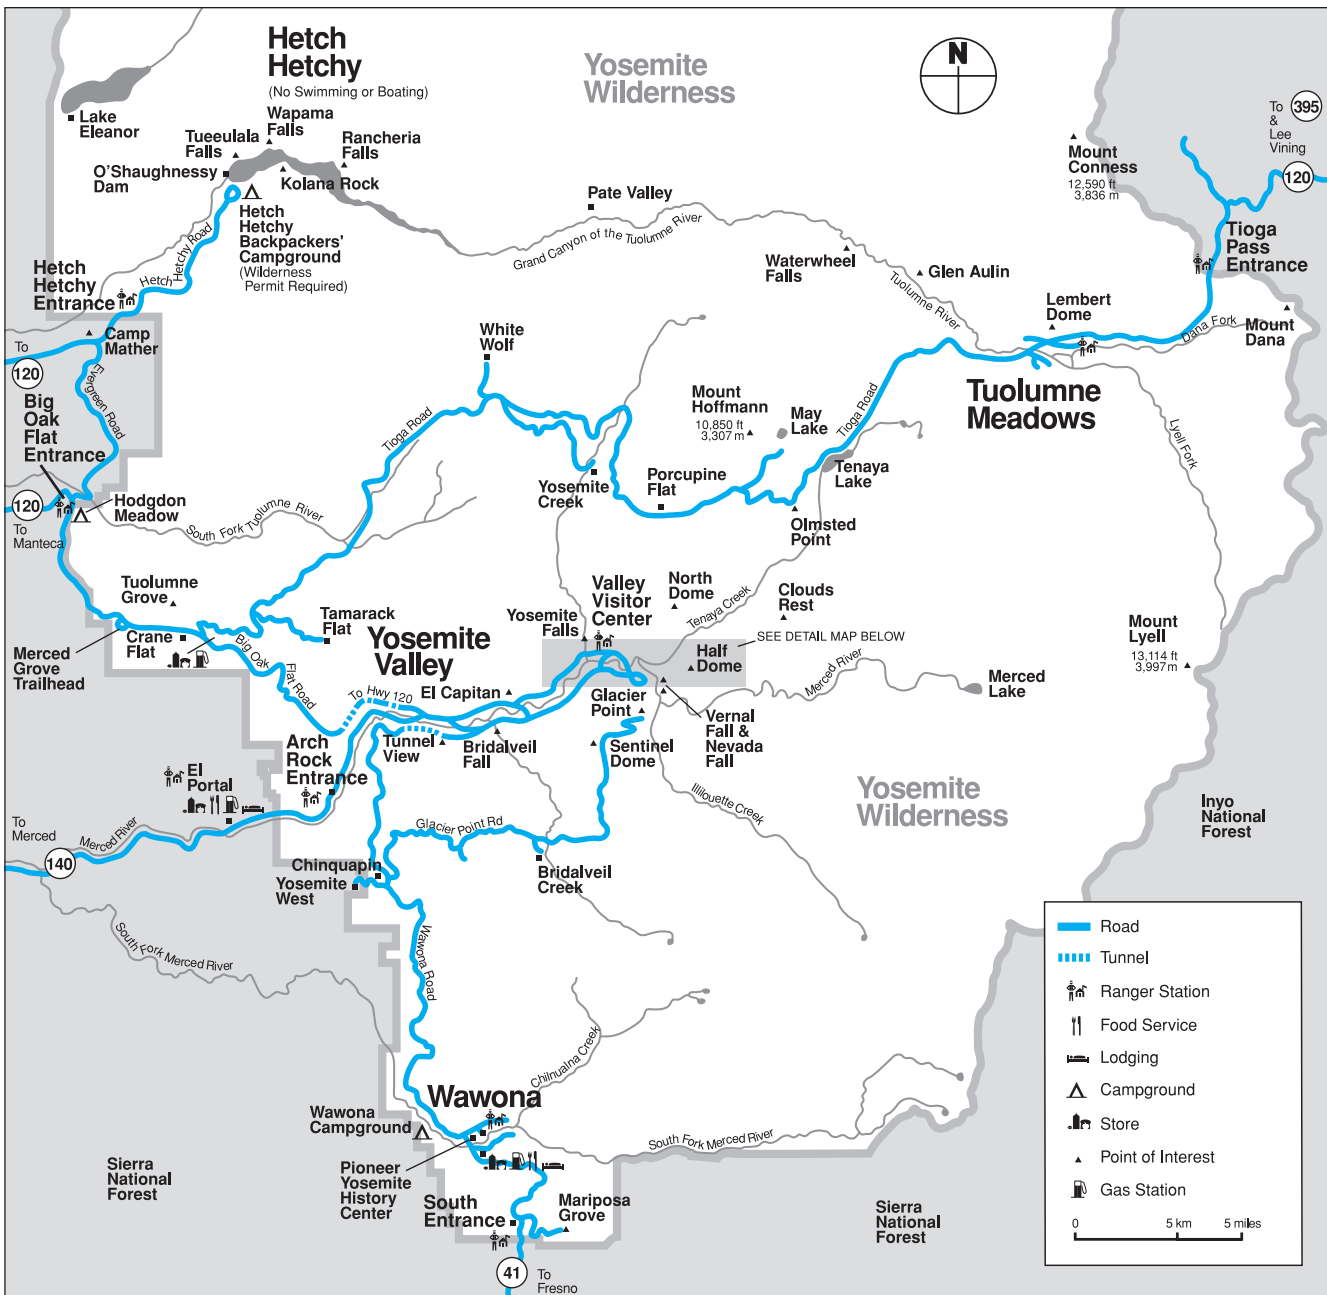 Hetch
Hetchy
(No Swimming or Boating)
Yosemite
Wilderness
N
To
&
Lee
Vining
395
120
Lake
Eleanor
Wapama
Falls
Tueeulala
Falls
Rancheria
Falls
O'Shaughnessy
Dam
Kolana Rock
Mount
Conness
12,590 ft
3,836 m
Pate Valley
Hetch
Hetchy
Backpackers'
Campground
(Wilderness
Permit Required)
Grand Canyon of the Tuolumne River
Tioga
Pass
Entrance
Waterwheel
Falls
Glen Aulin
Hetch
Hetchy
Entrance
Hetch Hetchy Road
Tuolumne River
Lembert
Dome
Dana Fork
Mount
Dana
Camp
Mather
To
120
White
Wolf
Evergreen Road
Big
Oak
Flat
Entrance
Tuolumne
Meadows
Mount
Hoffmann
10,850 ft
3,307 m
May
Lake
Tioga Road
Tioga Road
Lyell Fork
Tenaya
Lake
Yosemite
Creek
Porcupine
Flat
Olmsted
Point
120
To
Manteca
Hodgdon
Meadow
South Fork Tuolumne River
Tuolumne
Grove
Valley
Visitor
Center
North
Dome
Tenaya Creek
Clouds
Rest
Yosemite
Falls
Tamarack
Flat
Crane
Flat
Merced
Grove
Trailhead
Big Oak Flat Road
Yosemite
Valley
SEE DETAIL MAP BELOW
Half
Dome
Mount
Lyell
13,114 ft
3,997 m
To Hwy 120
El Capitan
Merced River
Merced
Lake
Glacier
Point
Vernal
Fall &
Nevada
Fall
Arch
Rock
Entrance
Tunnel
View
Bridalveil
Fall
Sentinel
Dome
El
Portal
Illilouette Creek
Yosemite
Wilderness
Inyo
National
Forest
To
Merced
140
Merced River
Glacier Point Rd
Chinquapin
Yosemite
West
Bridalveil
Creek
South Fork Merced River
Wawona Road
Chilnualna Creek
Wawona
Wawona
Campground
South Fork Merced River
Pioneer
Yosemite
History
Center
South
Entrance
Mariposa
Grove
Sierra
National
Forest
Sierra
National
Forest
41
To
Fresno
Road
Tunnel
Ranger Station
Food Service
Lodging
Campground
Store
Point of Interest
Gas Station
0
5 km
5 miles